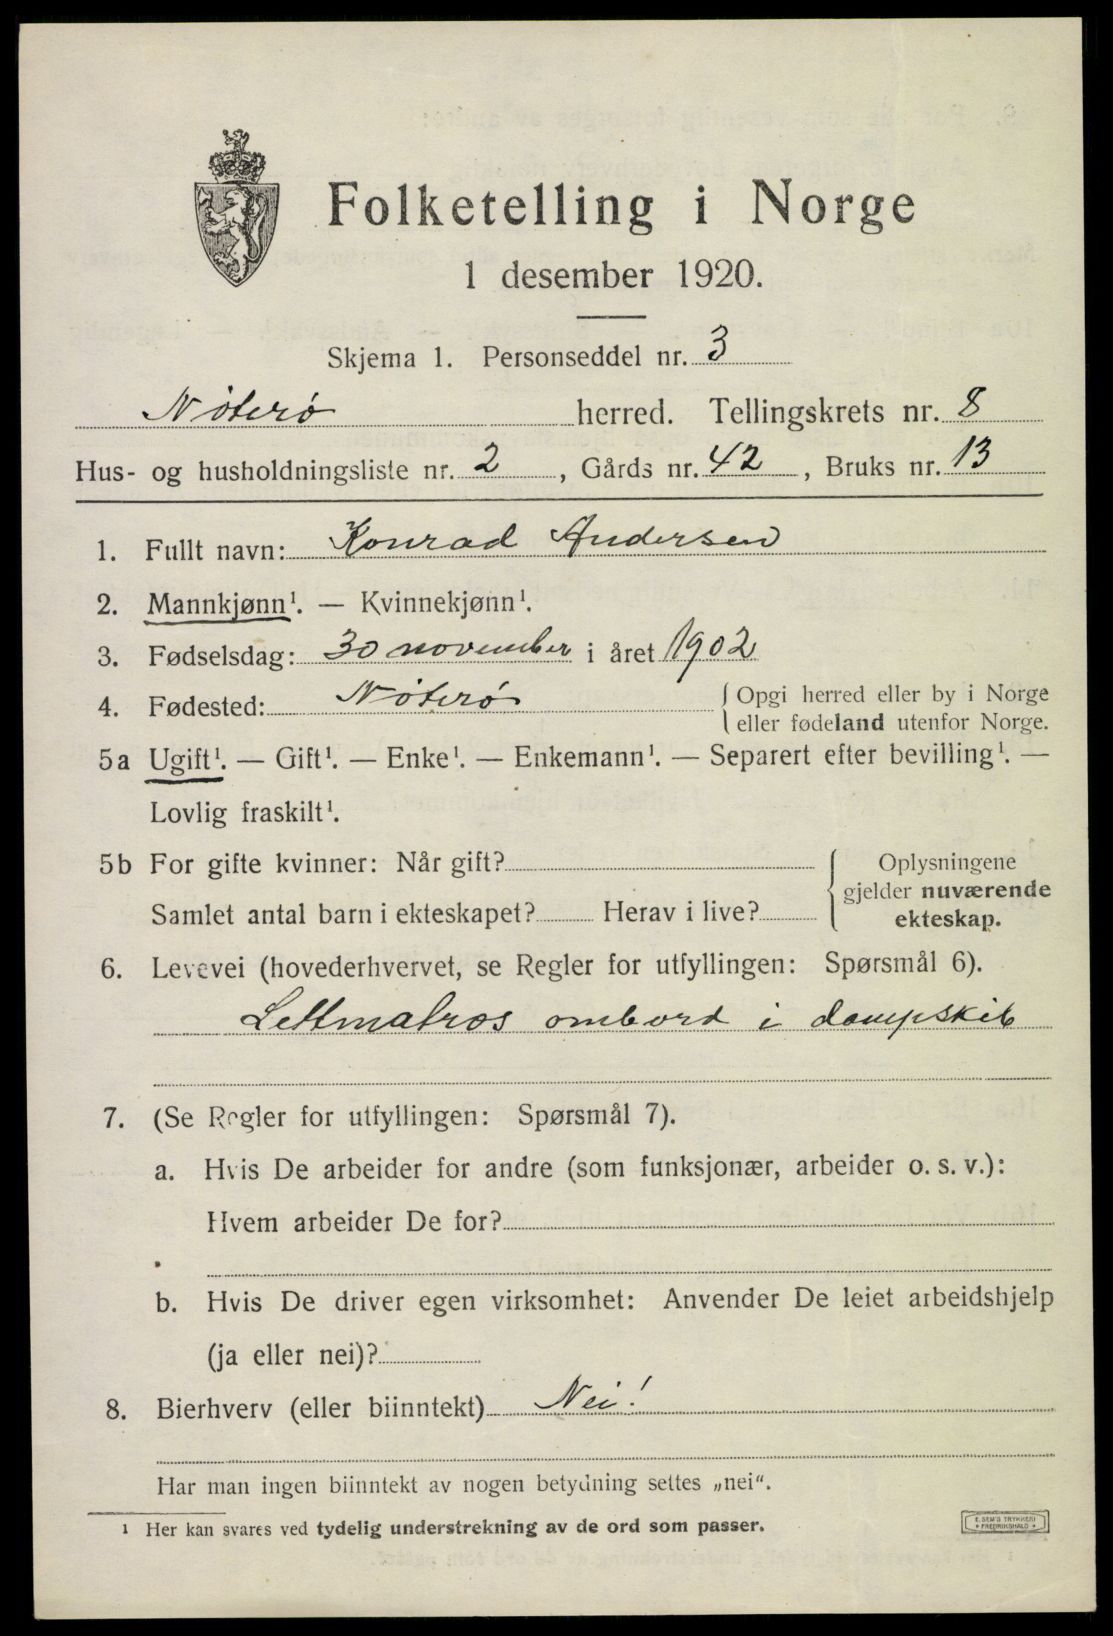 Folketelling i Norge
1 desember 1920.
Skjema 1. Personseddel nr. 3
Nöterö herred. Tellingskrets nr. 8
Hus- og husholdningsliste nr. 2, Gårds nr. 42, Bruks nr. 13
1. Fullt navn: Konrad Andersen
2. Mannkjønn¹. — Kvinnekjønn¹.
3. Fødselsdag: 30 november i året 1902
4. Fødested: Nöterö { Opgi herred eller by i Norge
eller fødeland utenfor Norge.
5a Ugift¹. — Gift¹. — Enke¹. — Enkemann¹. — Separert efter bevilling¹. —
Lovlig fraskilt¹.
5b For gifte kvinner: Når gift? { Oplysningene
gjelder nuværende
Samlet antal barn i ekteskapet? Herav i live? ekteskap.
6. Levevei (hovederhvervet, se Regler for utfyllingen: Spørsmål 6).
Lettmatros ombord i dampskib
7. (Se Regler for utfyllingen: Spørsmål 7).
a. Hvis De arbeider for andre (som funksjonær, arbeider o. s. v.):
Hvem arbeider De for?
b. Hvis De driver egen virksomhet: Anvender De leiet arbeidshjelp
(ja eller nei)?
8. Bierhverv (eller biinntekt) Nei!
Har man ingen biinntekt av nogen betydning settes „nei“.
¹ Her kan svares ved tydelig understrekning av de ord som passer.
E. SEM'S TRYKKERI
FREDRIKSHALD